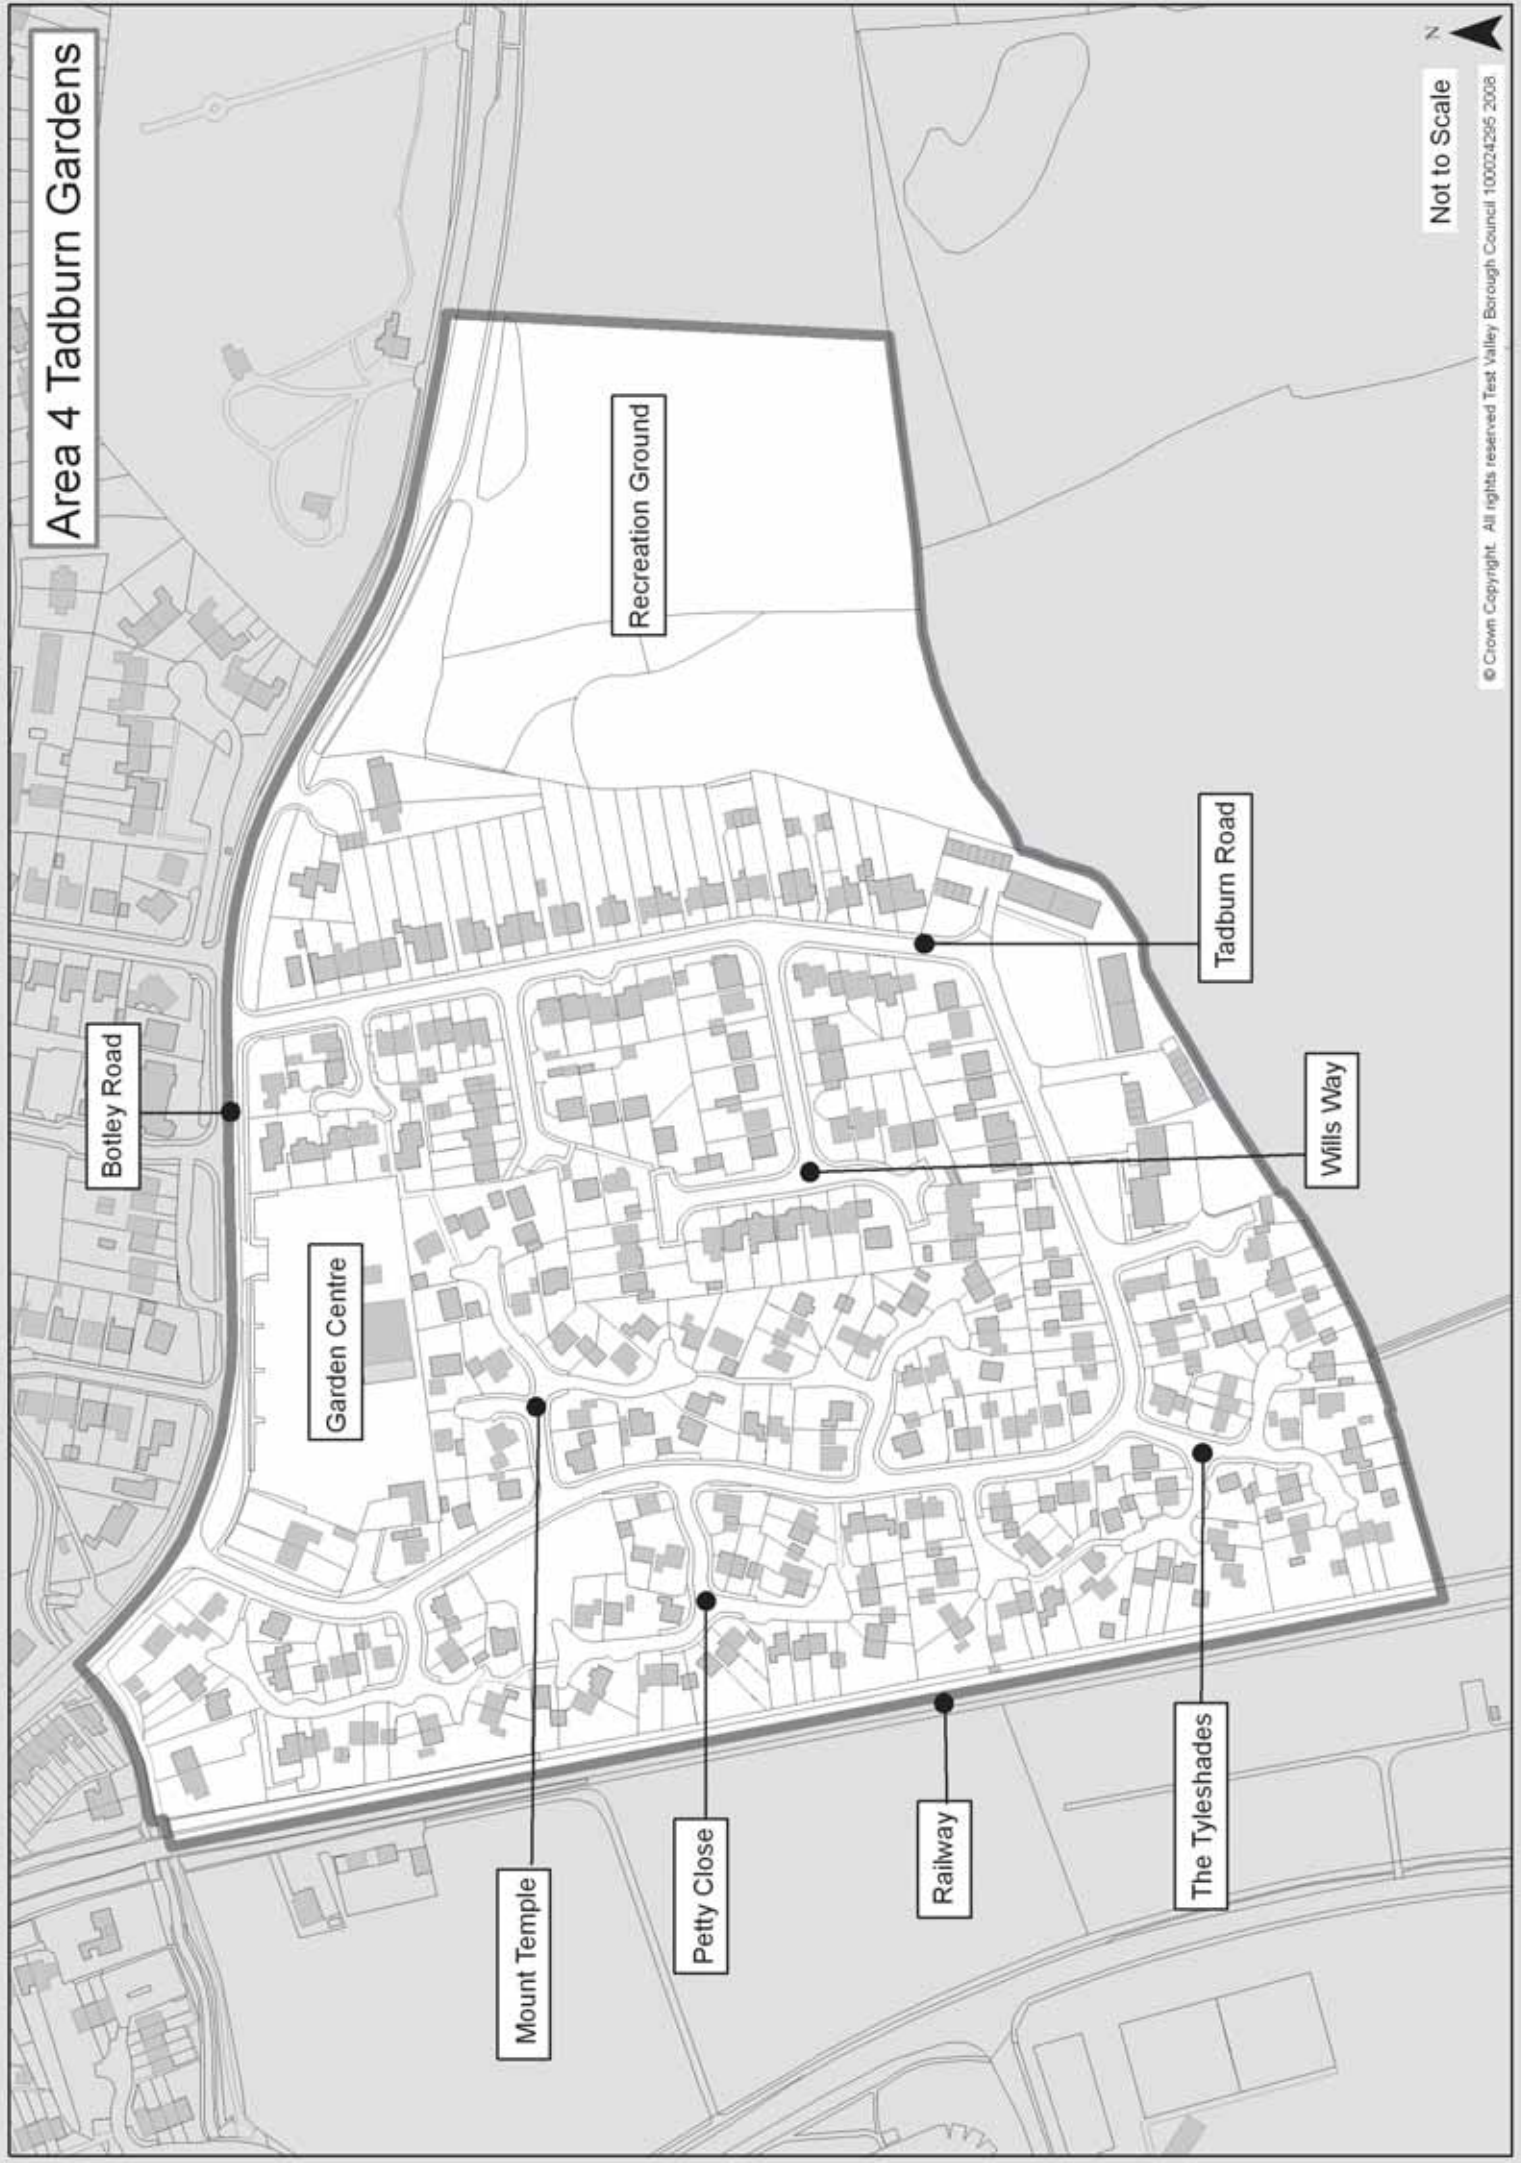 Area 4 Tadburn Gardens
Botley Road
Garden Centre
Recreation Ground
Mount Temple
Petty Close
Railway
The Tyleshades
Wills Way
Tadburn Road
N
Not to Scale
© Crown Copyright. All rights reserved Test Valley Borough Council 100024295 2008